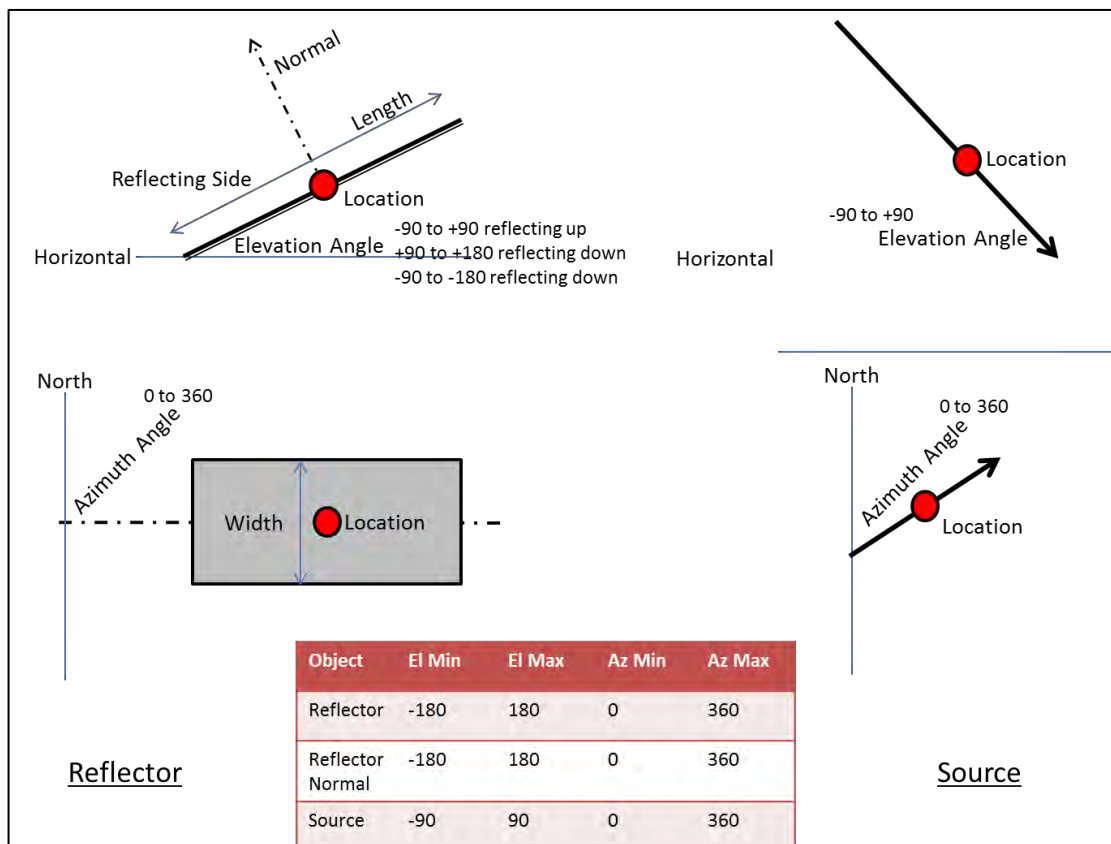 Normal
Length
Reflecting Side
Location
Elevation Angle
-90 to +90 reflecting up
+90 to +180 reflecting down
-90 to -180 reflecting down
Horizontal
Location
-90 to +90
Elevation Angle
Horizontal
North
0 to 360
Azimuth Angle
Width
Location
North
0 to 360
Azimuth Angle
Location
Object El Min El Max Az Min Az Max
Reflector -180 180 0 360
Reflector -180 180 0 360
Normal
Source -90 90 0 360
Reflector
Source